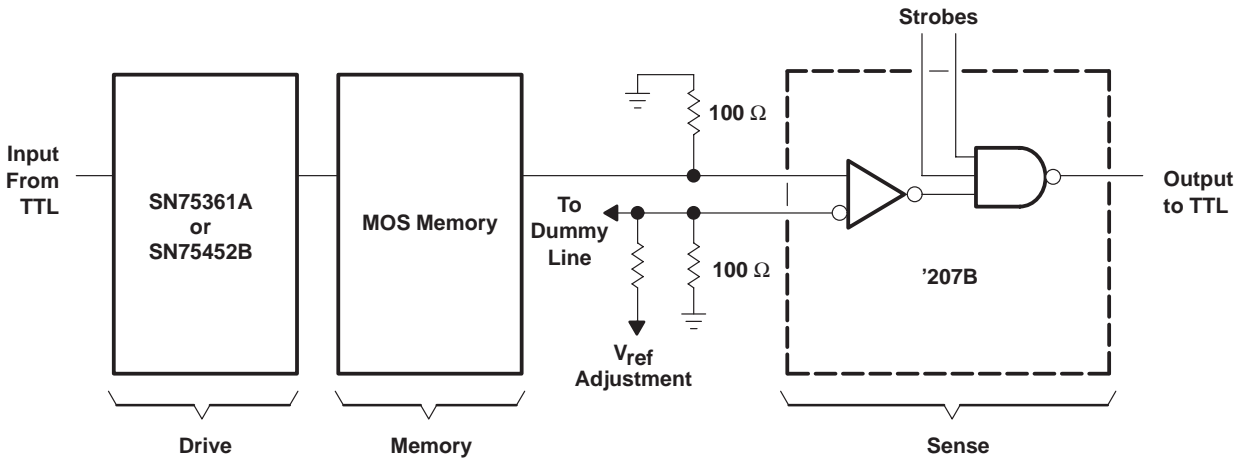 Strobes
100 Ω
Input
From
TTL
SN75361A
or
SN75452B
MOS Memory
To
Dummy
Line
100 Ω
Vref
Adjustment
’207B
Output
to TTL
Drive
Memory
Sense